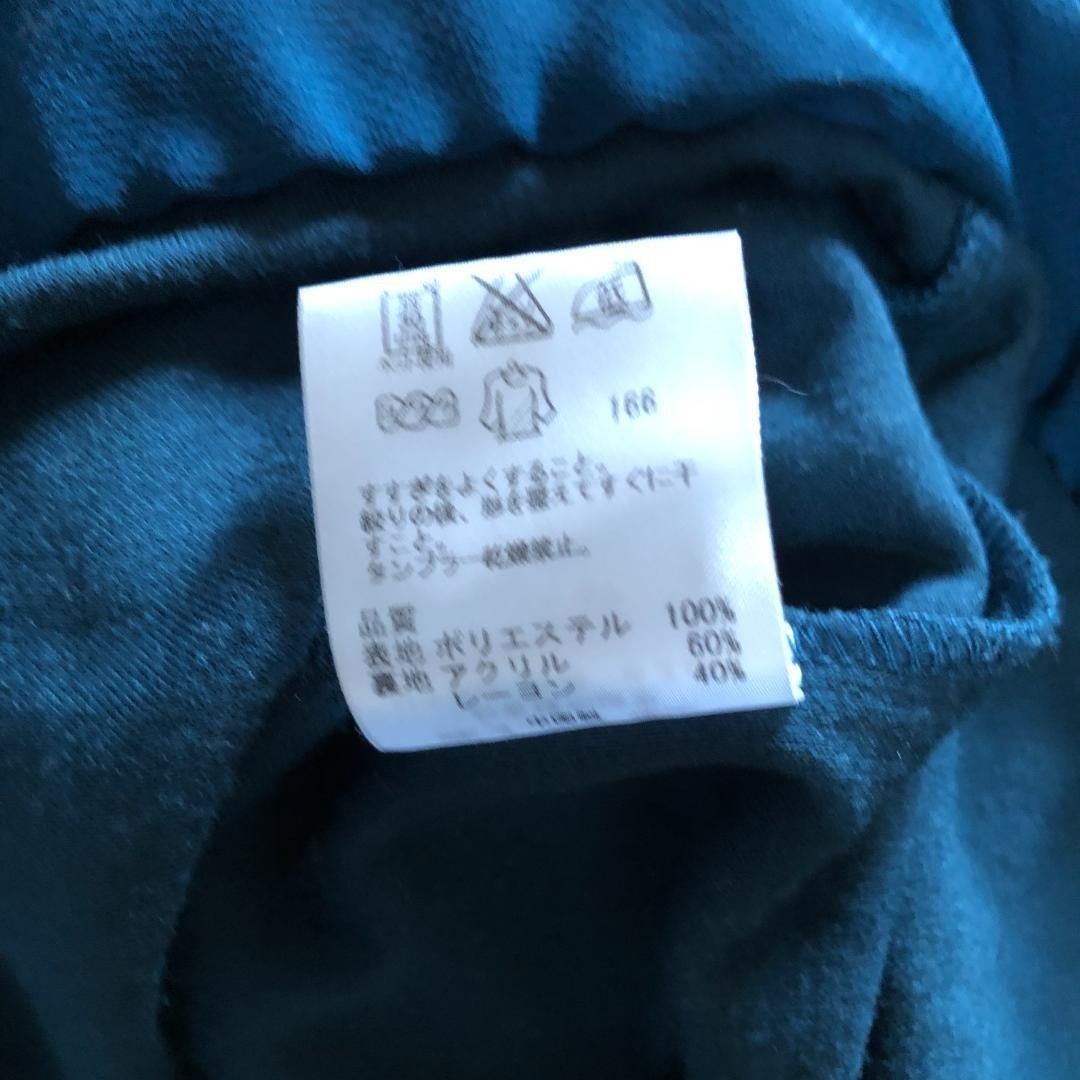 166
すすぎをよくすること。
絞りの後、形を整えてすぐに干
すこと。
タンブラー乾燥禁止。
品質
表地 ポリエステル 100%
裏地 アクリル 60%
レーヨン 40%
中国製